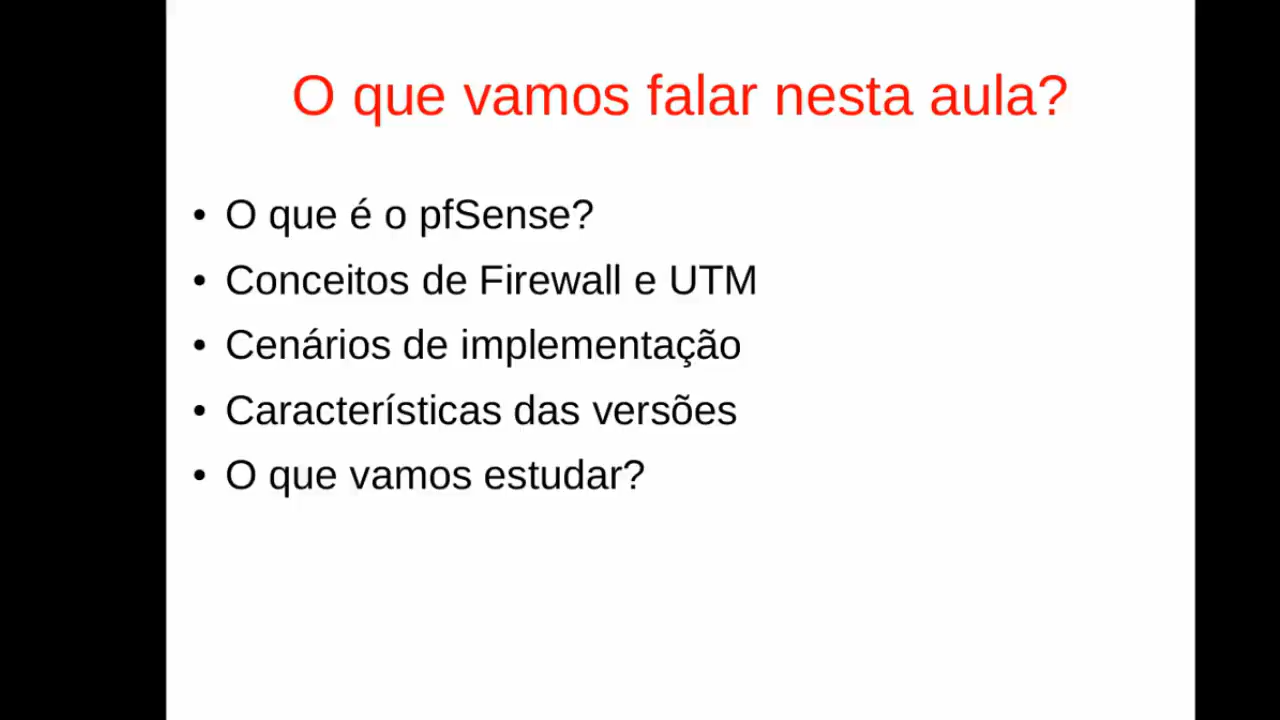 O que vamos falar nesta aula?
• O que é o pfSense?
• Conceitos de Firewall e UTM
• Cenários de implementação
• Características das versões
• O que vamos estudar?